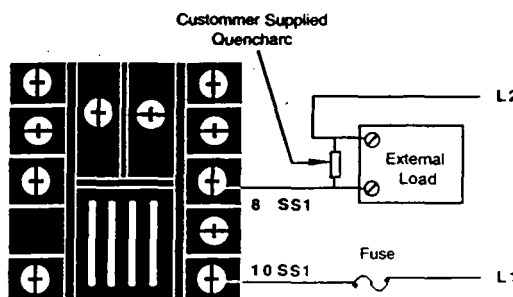 Custommer Supplied
Quencharc
L2
External
Load
8 SS1
Fuse
10 SS1
L1